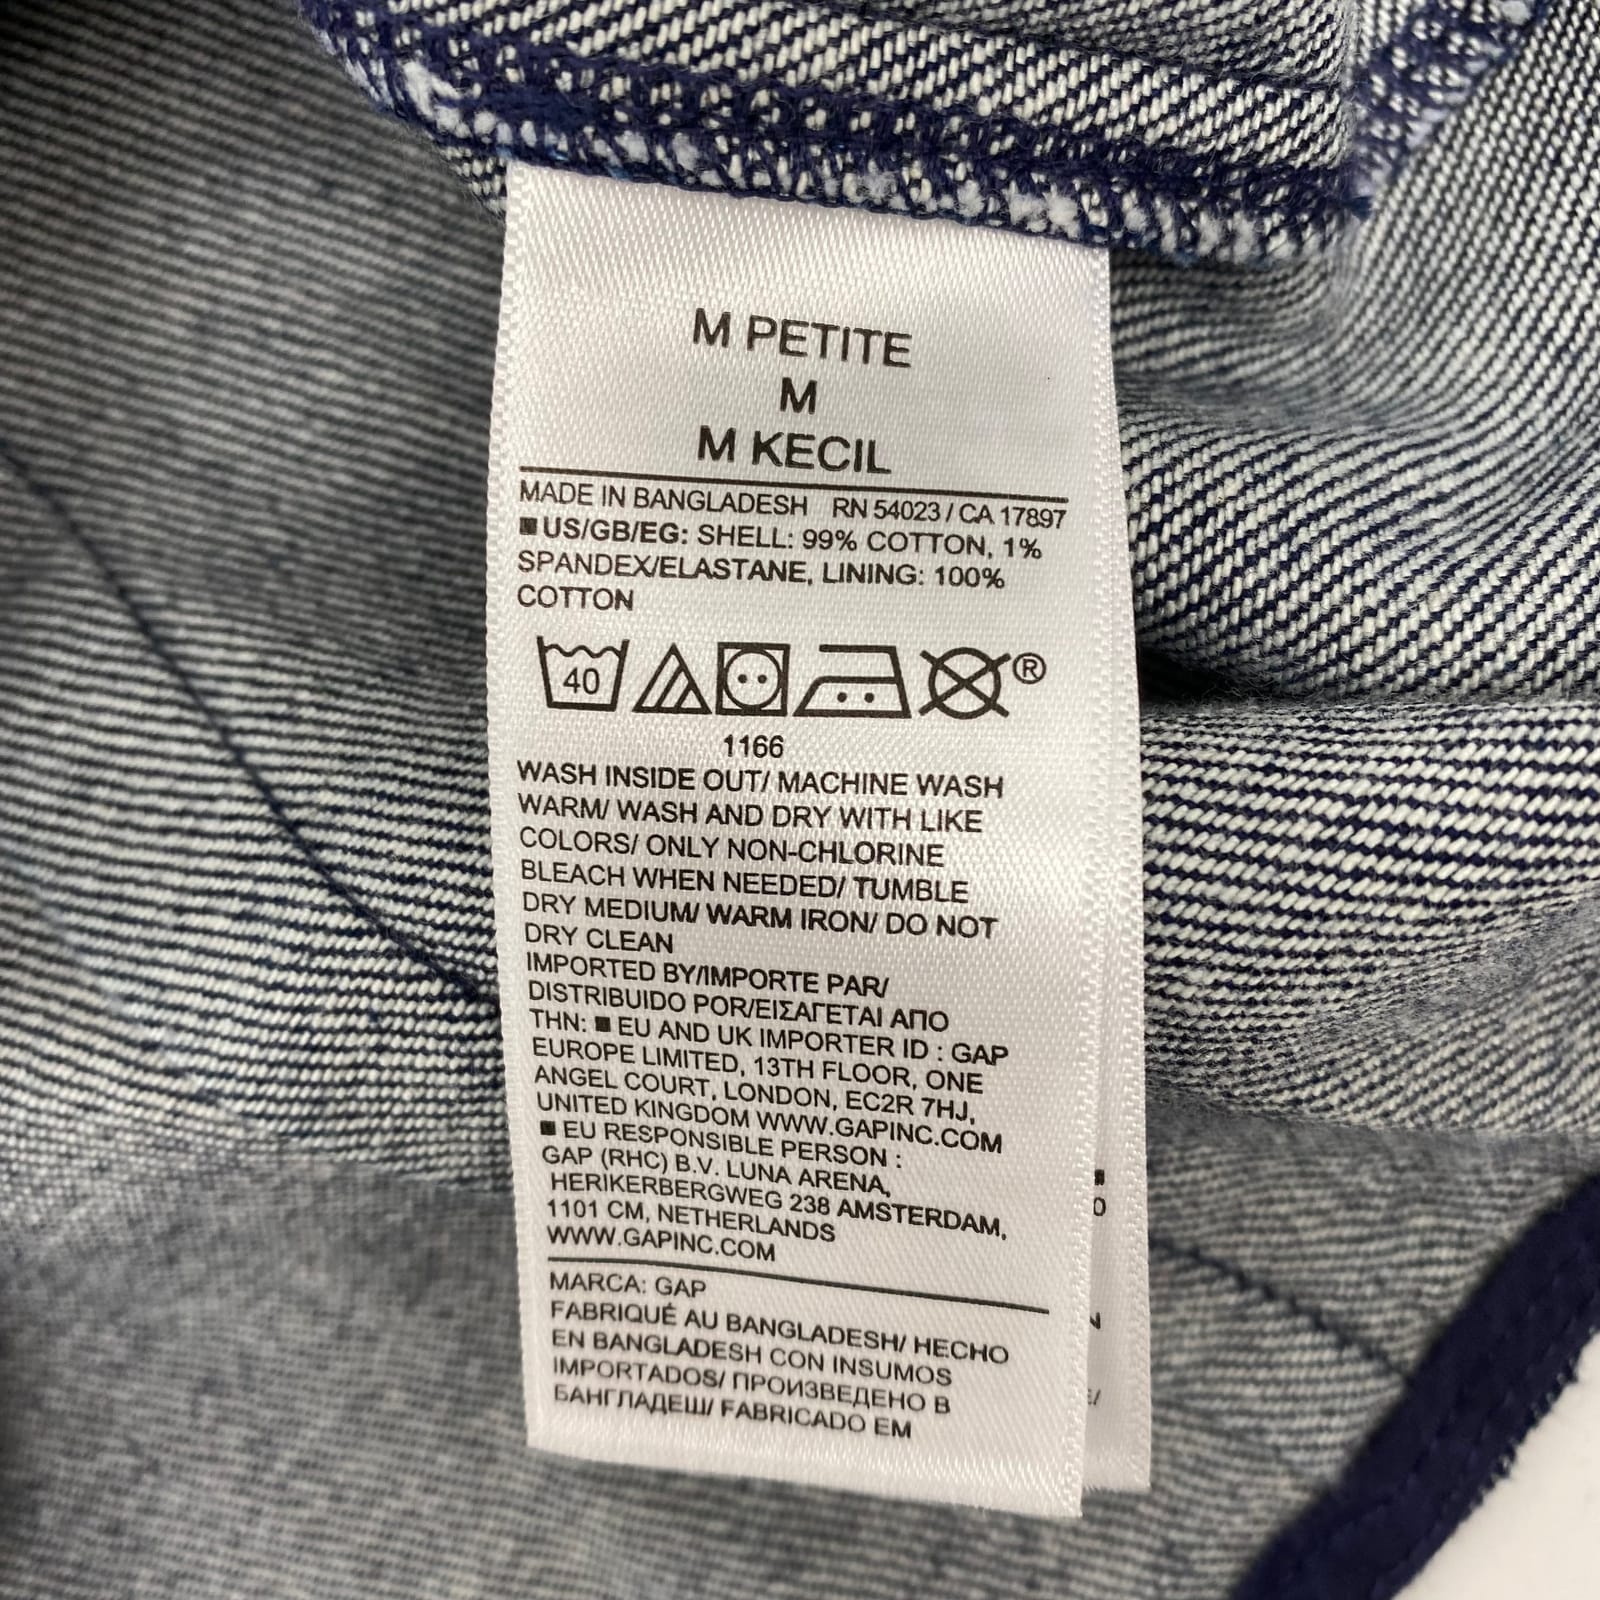 M PETITE
M
M KECIL
MADE IN BANGLADESH RN 54023 / CA 17897
■ US/GB/EG: SHELL: 99% COTTON, 1%
SPANDEX/ELASTANE, LINING: 100%
COTTON
40 ®
1166
WASH INSIDE OUT/ MACHINE WASH
WARM/ WASH AND DRY WITH LIKE
COLORS/ ONLY NON-CHLORINE
BLEACH WHEN NEEDED/ TUMBLE
DRY MEDIUM/ WARM IRON/ DO NOT
DRY CLEAN
IMPORTED BY/IMPORTE PAR/
DISTRIBUIDO POR/ΕΙΣΑΓΕΤΑΙ ΑΠΟ
THN: ■ EU AND UK IMPORTER ID : GAP
EUROPE LIMITED, 13TH FLOOR, ONE
ANGEL COURT, LONDON, EC2R 7HJ,
UNITED KINGDOM WWW.GAPINC.COM
■ EU RESPONSIBLE PERSON :
GAP (RHC) B.V. LUNA ARENA,
HERIKERBERGWEG 238 AMSTERDAM,
1101 CM, NETHERLANDS
WWW.GAPINC.COM
MARCA: GAP
FABRIQUÉ AU BANGLADESH/ HECHO
EN BANGLADESH CON INSUMOS
IMPORTADOS/ ПРОИЗВЕДЕНО В
БАНГЛАДЕШ/ FABRICADO EM